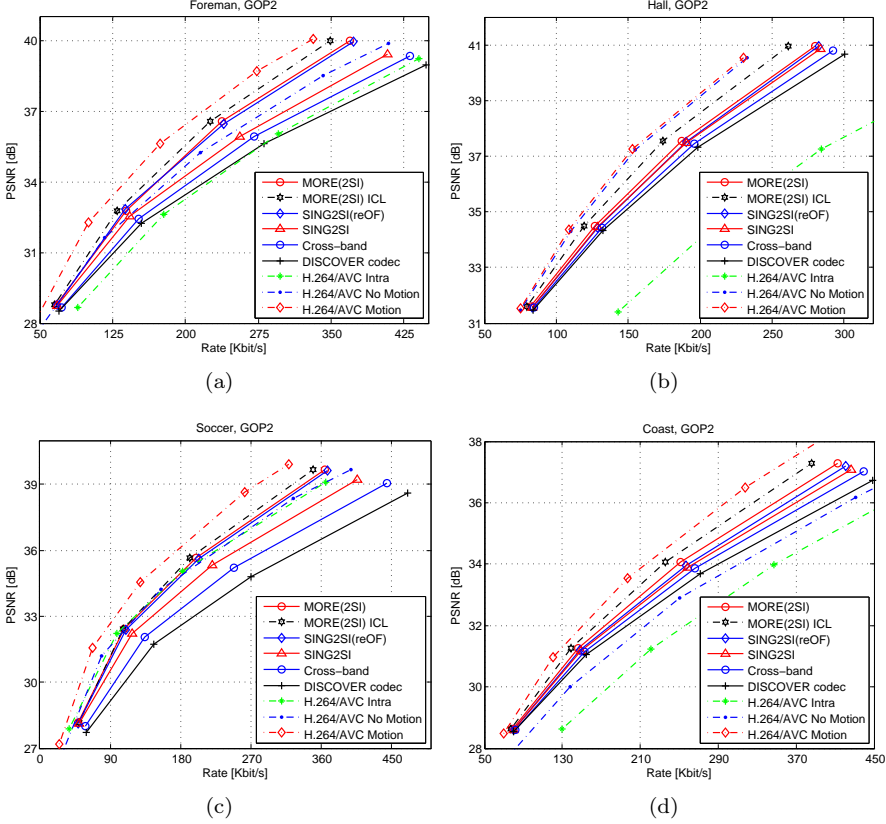 Foreman, GOP2
PSNR [dB]
40
37
34
31
28
50
125
200
275
350
425
Rate [Kbit/s]
MORE(2SI)
MORE(2SI) ICL
SING2SI(reOF)
SING2SI
Cross−band
DISCOVER codec
H.264/AVC Intra
H.264/AVC No Motion
H.264/AVC Motion
(a)
Hall, GOP2
PSNR [dB]
41
39
37
35
33
31
50
100
150
200
250
300
Rate [Kbit/s]
MORE(2SI)
MORE(2SI) ICL
SING2SI(reOF)
SING2SI
Cross−band
DISCOVER codec
H.264/AVC Intra
H.264/AVC No Motion
H.264/AVC Motion
(b)
Soccer, GOP2
PSNR [dB]
39
36
33
30
27
0
90
180
270
360
450
Rate [Kbit/s]
MORE(2SI)
MORE(2SI) ICL
SING2SI(reOF)
SING2SI
Cross−band
DISCOVER codec
H.264/AVC Intra
H.264/AVC No Motion
H.264/AVC Motion
(c)
Coast, GOP2
PSNR [dB]
38
36
34
32
30
28
50
130
210
290
370
450
Rate [Kbit/s]
MORE(2SI)
MORE(2SI) ICL
SING2SI(reOF)
SING2SI
Cross−band
DISCOVER codec
H.264/AVC Intra
H.264/AVC No Motion
H.264/AVC Motion
(d)